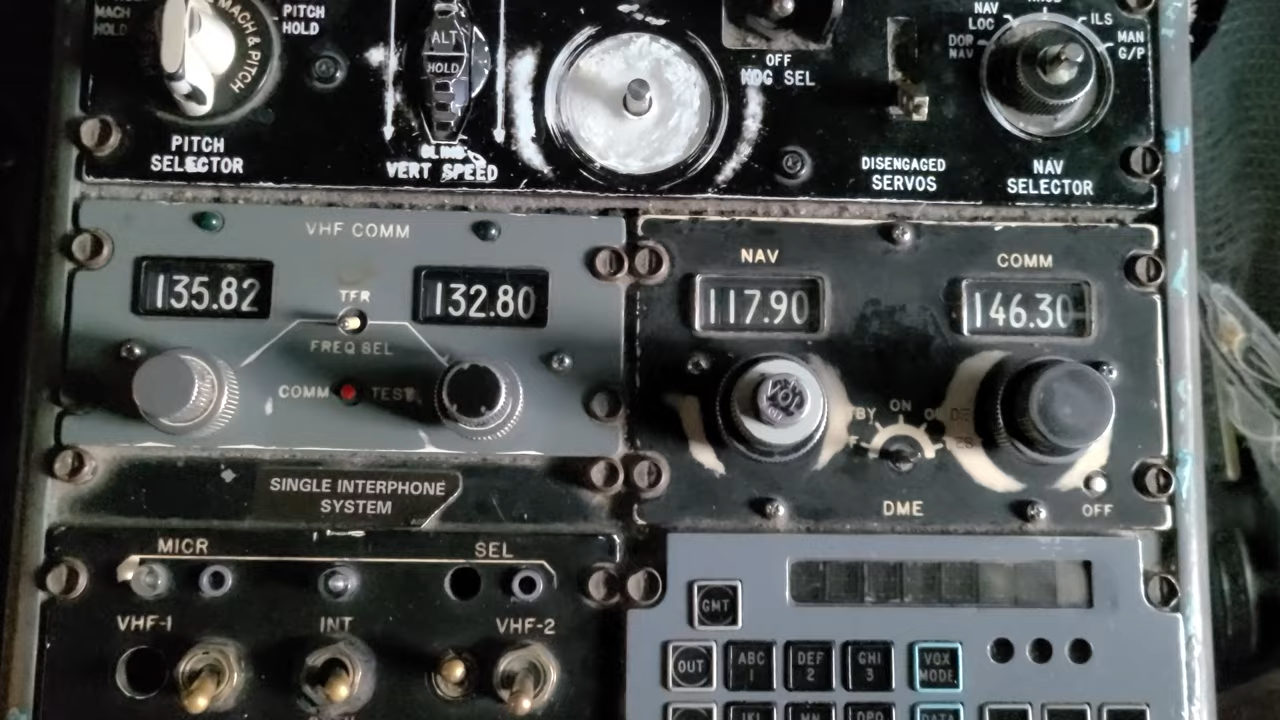 MACH
HOLD
MACH & PITCH
PITCH
HOLD
PITCH
SELECTOR
ALT
HOLD
VERT SPEED
OFF
HDG SEL
DISENGAGED
SERVOS
NAV
LOC
DOP
NAV
ILS
MAN
G/P
NAV
SELECTOR
VHF COMM
135.82
TFR
132.80
FREQ SEL
COMM TEST
NAV
117.90
COMM
146.30
VOL
ON
DME
OFF
SINGLE INTERPHONE
SYSTEM
MICR SEL
VHF-1 INT VHF-2
GMT
OUT
ABC
1
DEF
2
GHI
3
VOX
MODE
JKL
MN
DATA